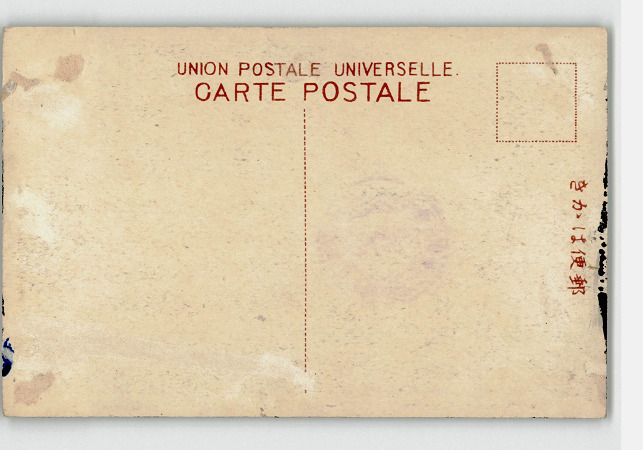 UNION POSTALE UNIVERSELLE.
CARTE POSTALE
きかは便郵